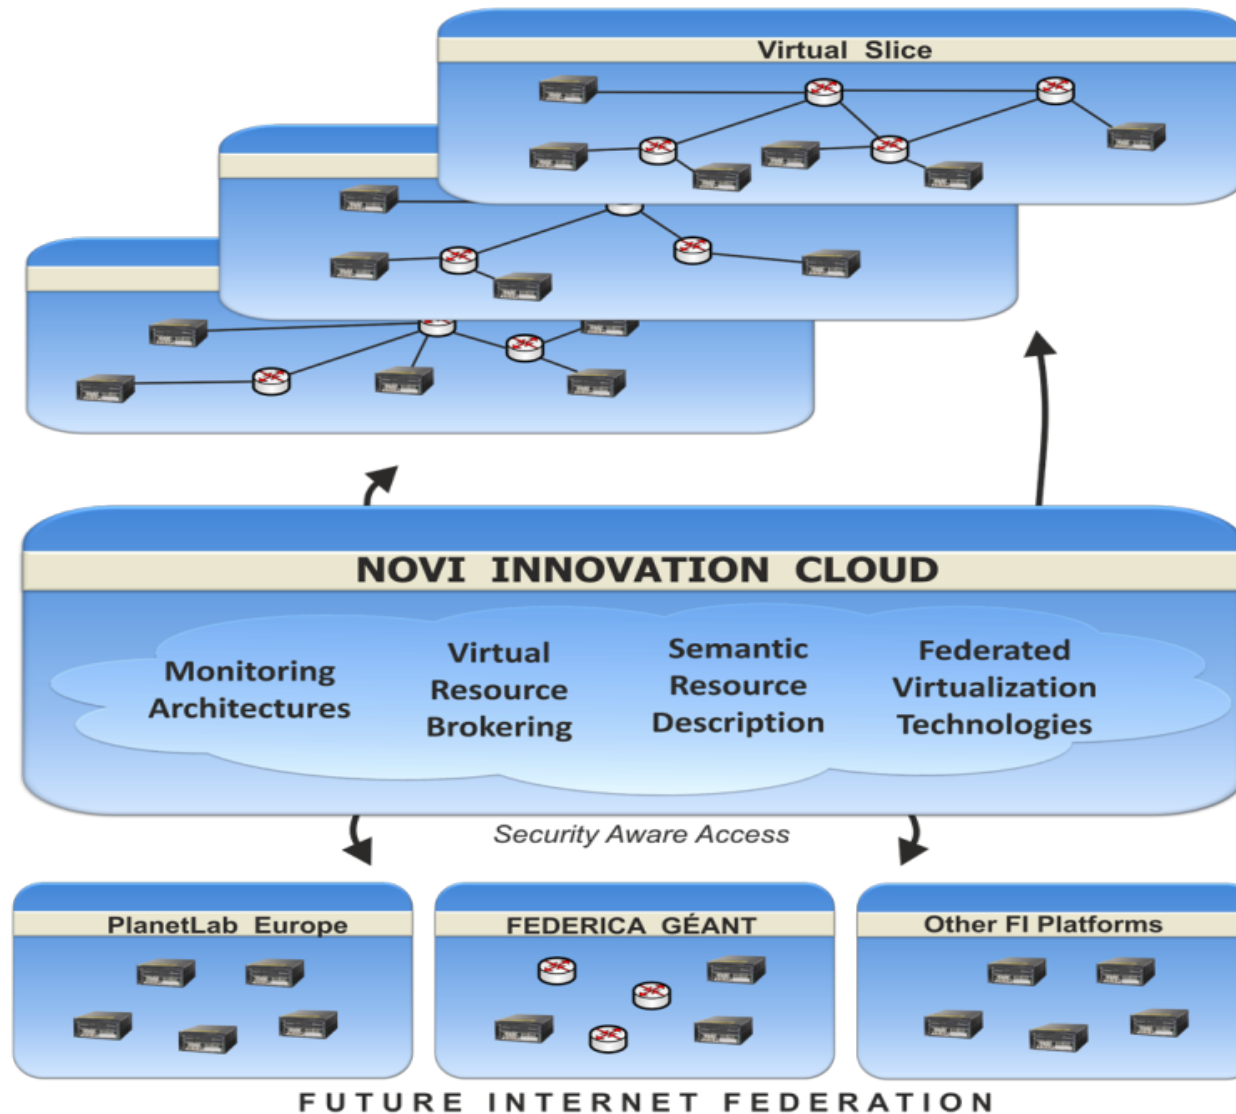 Virtual Slice
NOVI INNOVATION CLOUD
Monitoring
Architectures
Virtual
Resource
Brokering
Semantic
Resource
Description
Federated
Virtualization
Technologies
Security Aware Access
PlanetLab Europe
FEDERICA GÉANT
Other FI Platforms
FUTURE INTERNET FEDERATION